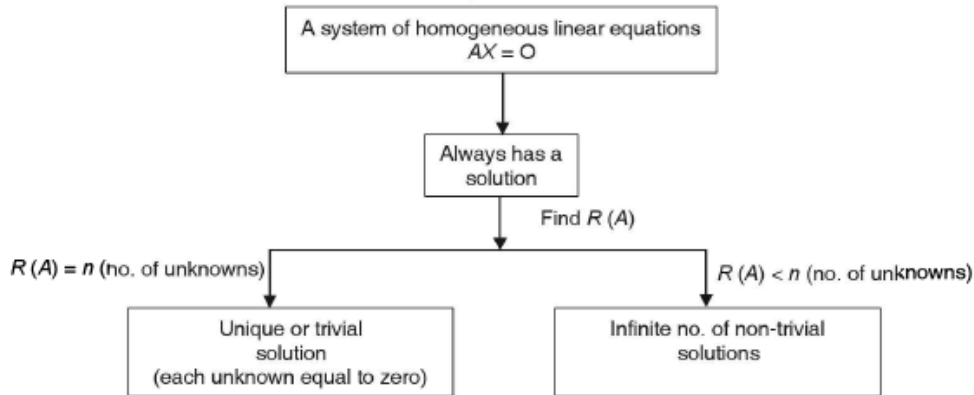 A system of homogeneous linear equations
AX = O
Always has a
solution
Find R (A)
R (A) = n (no. of unknowns)
R (A) < n (no. of unknowns)
Unique or trivial
solution
(each unknown equal to zero)
Infinite no. of non-trivial
solutions